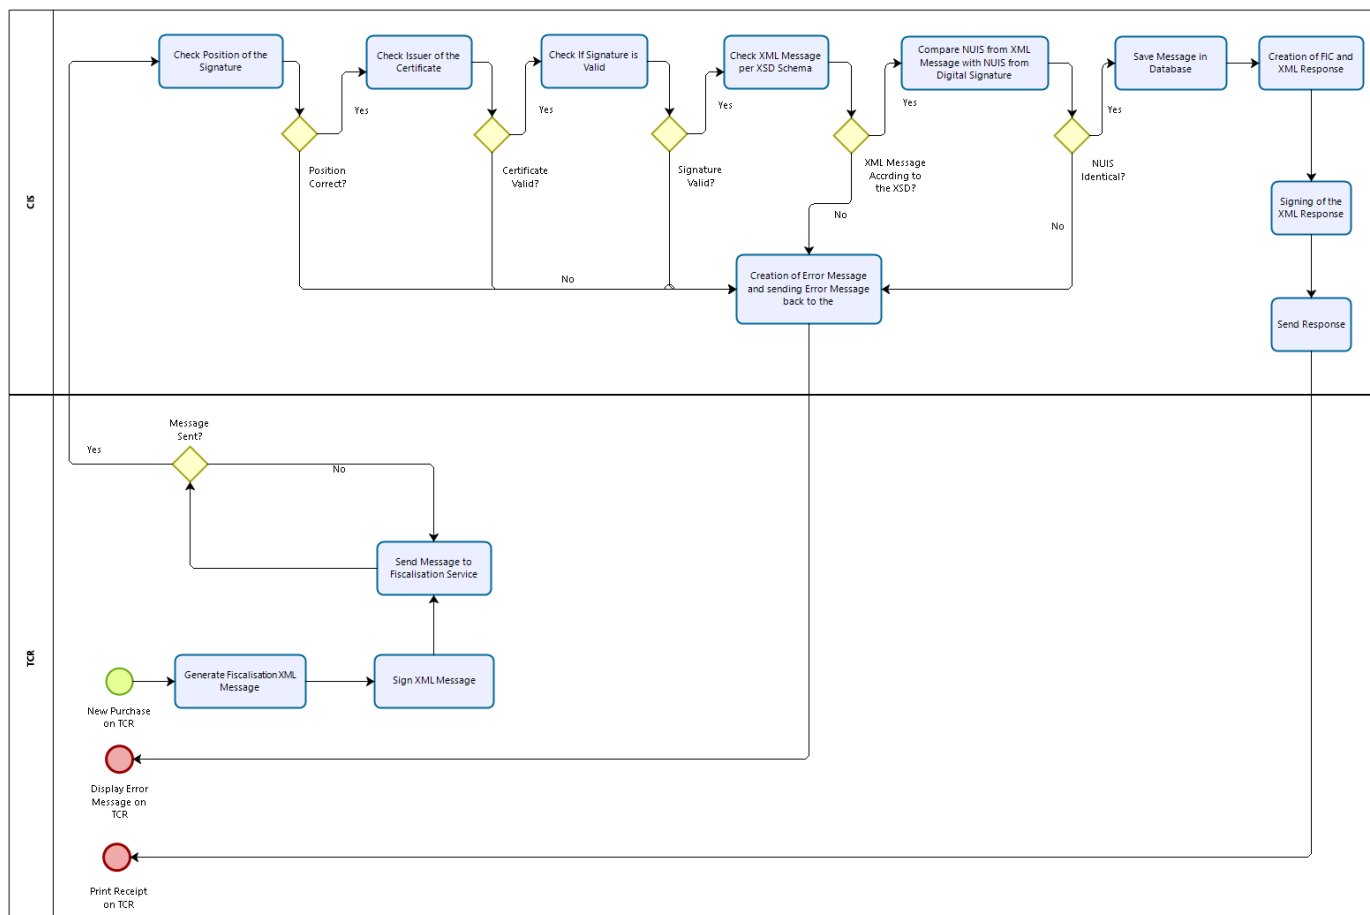 CIS
Check Position of the
Signature
Check Issuer of the
Certificate
Check If Signature is
Valid
Check XML Message
per XSD Schema
Compare NUIS from XML
Message with NUIS from
Digital Signature
Save Message in
Database
Creation of FIC and
XML Response
Yes
Yes
Yes
Yes
Yes
Position
Correct?
Certificate
Valid?
Signature
Valid?
XML Message
Accrding to
the XSD?
NUIS
Identical?
Signing of the
XML Response
No
No
No
Creation of Error Message
and sending Error Message
back to the
Send Response
TCR
Message
Sent?
Yes
No
Send Message to
Fiscalisation Service
Generate Fiscalisation XML
Message
Sign XML Message
New Purchase
on TCR
Display Error
Message on
TCR
Print Receipt
on TCR